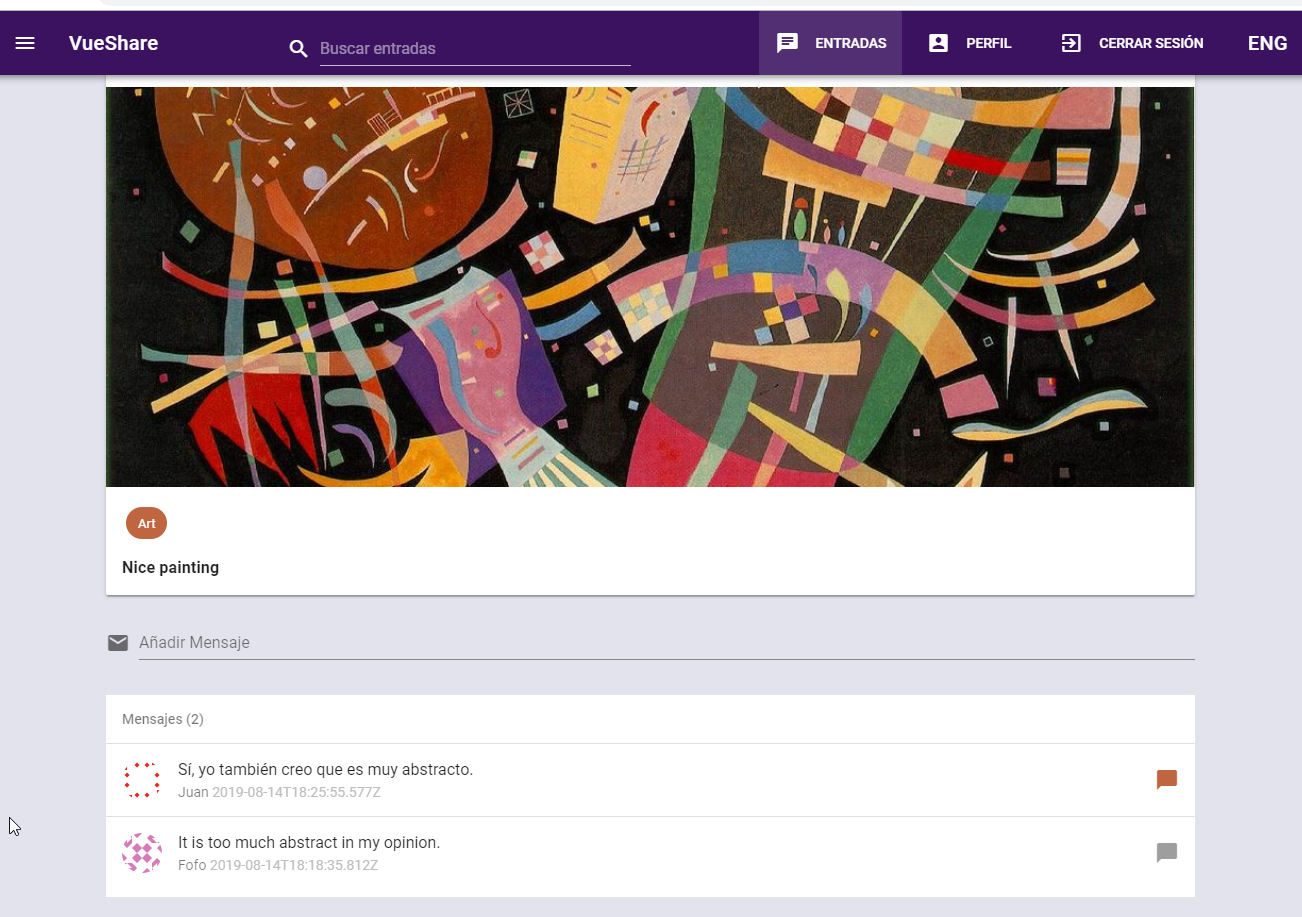 VueShare
Buscar entradas
ENTRADAS
PERFIL
CERRAR SESIÓN
ENG
Art
Nice painting
Añadir Mensaje
Mensajes (2)
Sí, yo también creo que es muy abstracto.
Juan 2019-08-14T18:25:55.577Z
It is too much abstract in my opinion.
Fofo 2019-08-14T18:18:35.812Z